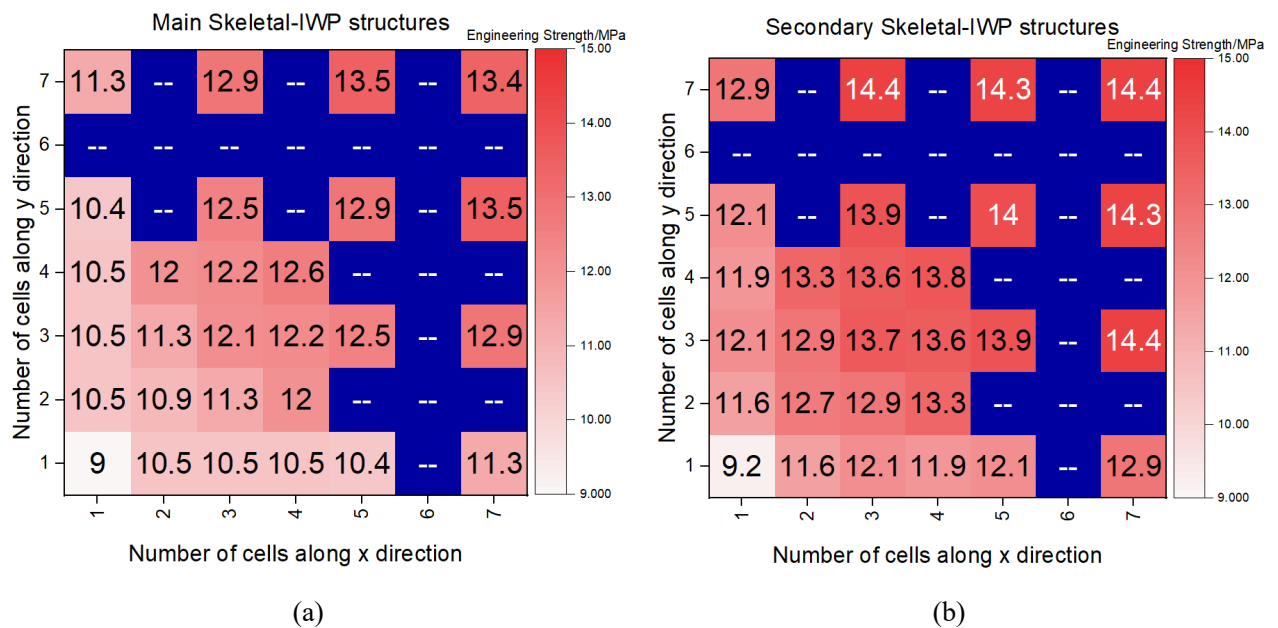 Main Skeletal-IWP structures
Engineering Strength/MPa
Number of cells along y direction
7 11.3 -- 12.9 -- 13.5 -- 13.4
6 -- -- -- -- -- -- --
5 10.4 -- 12.5 -- 12.9 -- 13.5
4 10.5 12 12.2 12.6 -- -- --
3 10.5 11.3 12.1 12.2 12.5 -- 12.9
2 10.5 10.9 11.3 12 -- -- --
1 9 10.5 10.5 10.5 10.4 -- 11.3
1 2 3 4 5 6 7
Number of cells along x direction
15.00
14.00
13.00
12.00
11.00
10.00
9.000
(a)
Secondary Skeletal-IWP structures
Engineering Strength/MPa
Number of cells along y direction
7 12.9 -- 14.4 -- 14.3 -- 14.4
6 -- -- -- -- -- -- --
5 12.1 -- 13.9 -- 14 -- 14.3
4 11.9 13.3 13.6 13.8 -- -- --
3 12.1 12.9 13.7 13.6 13.9 -- 14.4
2 11.6 12.7 12.9 13.3 -- -- --
1 9.2 11.6 12.1 11.9 12.1 -- 12.9
1 2 3 4 5 6 7
Number of cells along x direction
15.00
14.00
13.00
12.00
11.00
10.00
9.000
(b)